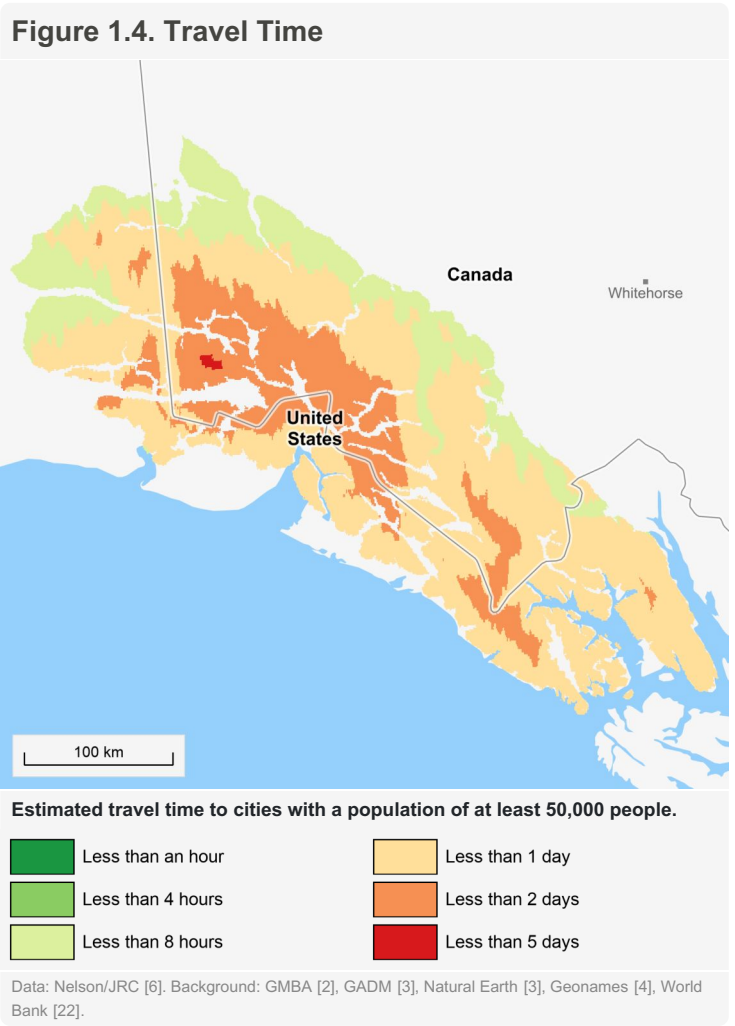 Figure 1.4. Travel Time
Canada
Whitehorse
United
States
100 km
Estimated travel time to cities with a population of at least 50,000 people.
Less than an hour
Less than 4 hours
Less than 8 hours
Less than 1 day
Less than 2 days
Less than 5 days
Data: Nelson/JRC [6]. Background: GMBA [2], GADM [3], Natural Earth [3], Geonames [4], World
Bank [22].